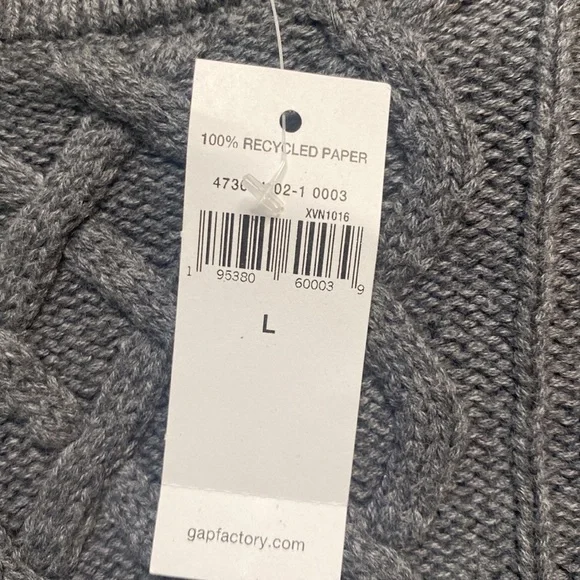 100% RECYCLED PAPER
02-1 0003
XVN1016
1 95380 60003 9
L
gapfactory.com